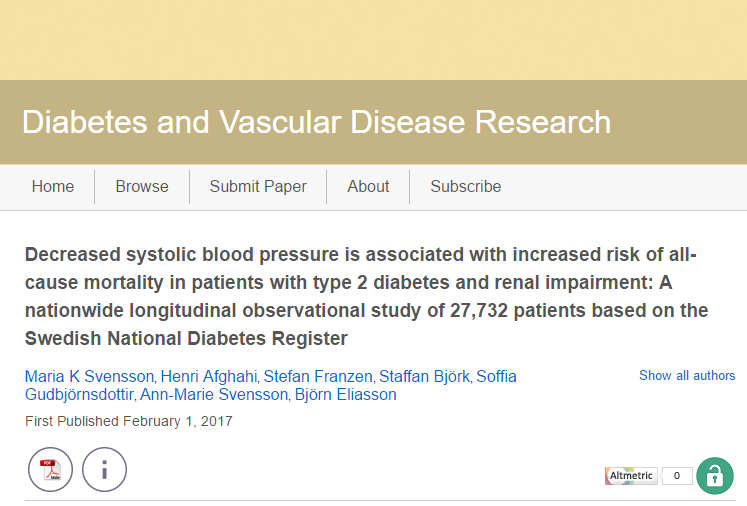 Diabetes and Vascular Disease Research
Home Browse Submit Paper About Subscribe
Decreased systolic blood pressure is associated with increased risk of all-
cause mortality in patients with type 2 diabetes and renal impairment: A
nationwide longitudinal observational study of 27,732 patients based on the
Swedish National Diabetes Register
Maria K Svensson, Henri Afghahi, Stefan Franzen, Staffan Björk, Soffia
Gudbjörnsdottir, Ann-Marie Svensson, Björn Eliasson
Show all authors
First Published February 1, 2017
PDF
Adobe
i
Altmetric 0